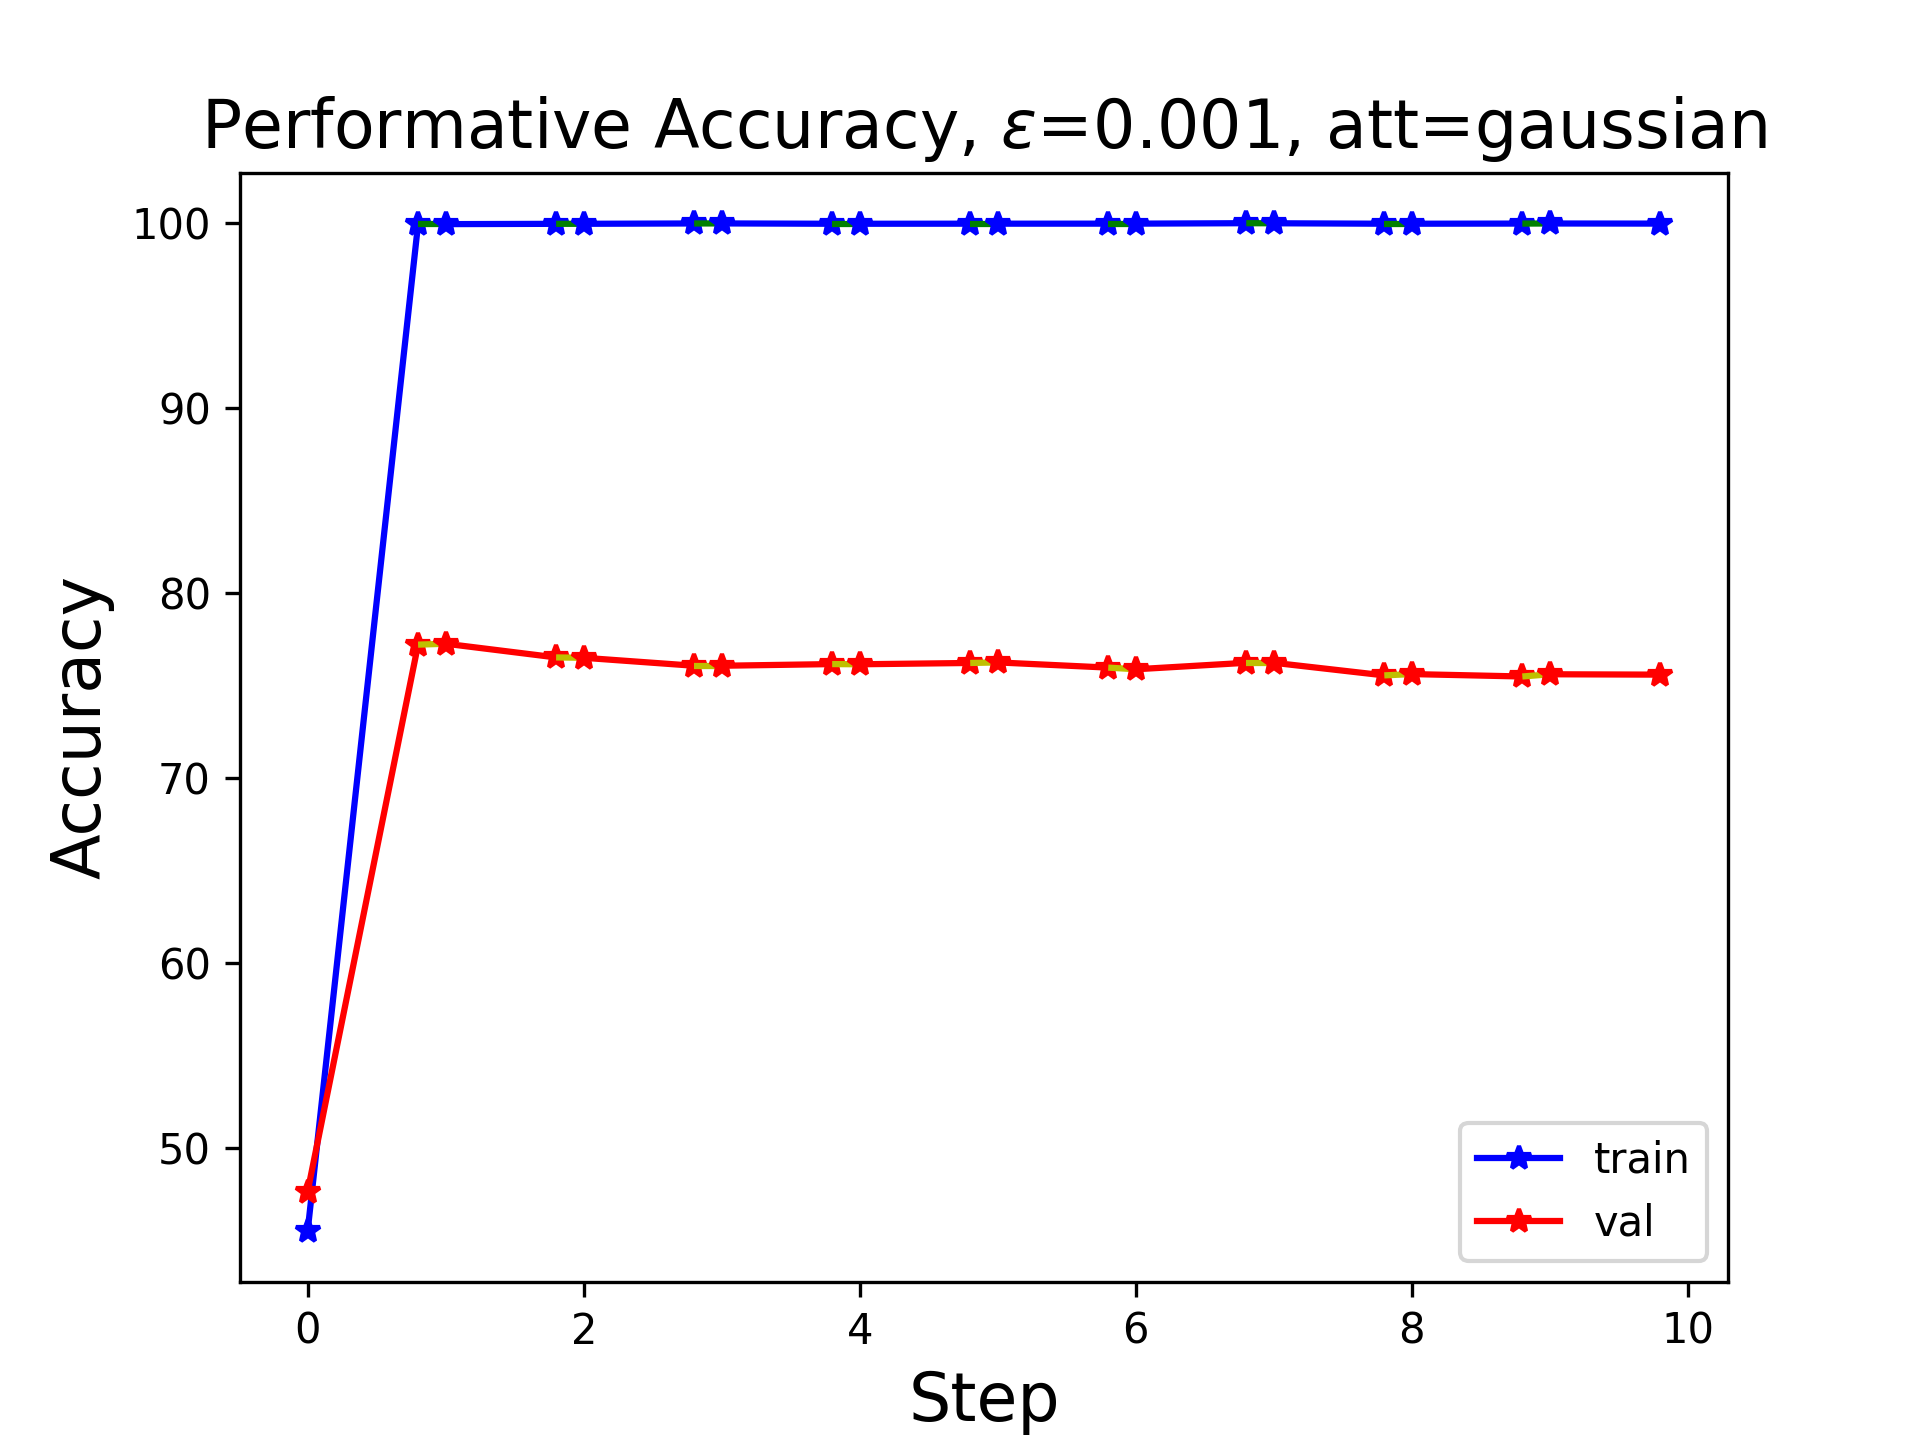 Performative Accuracy, ε=0.001, att=gaussian
Accuracy
100
90
80
70
60
50
train
val
0 2 4 6 8 10
Step